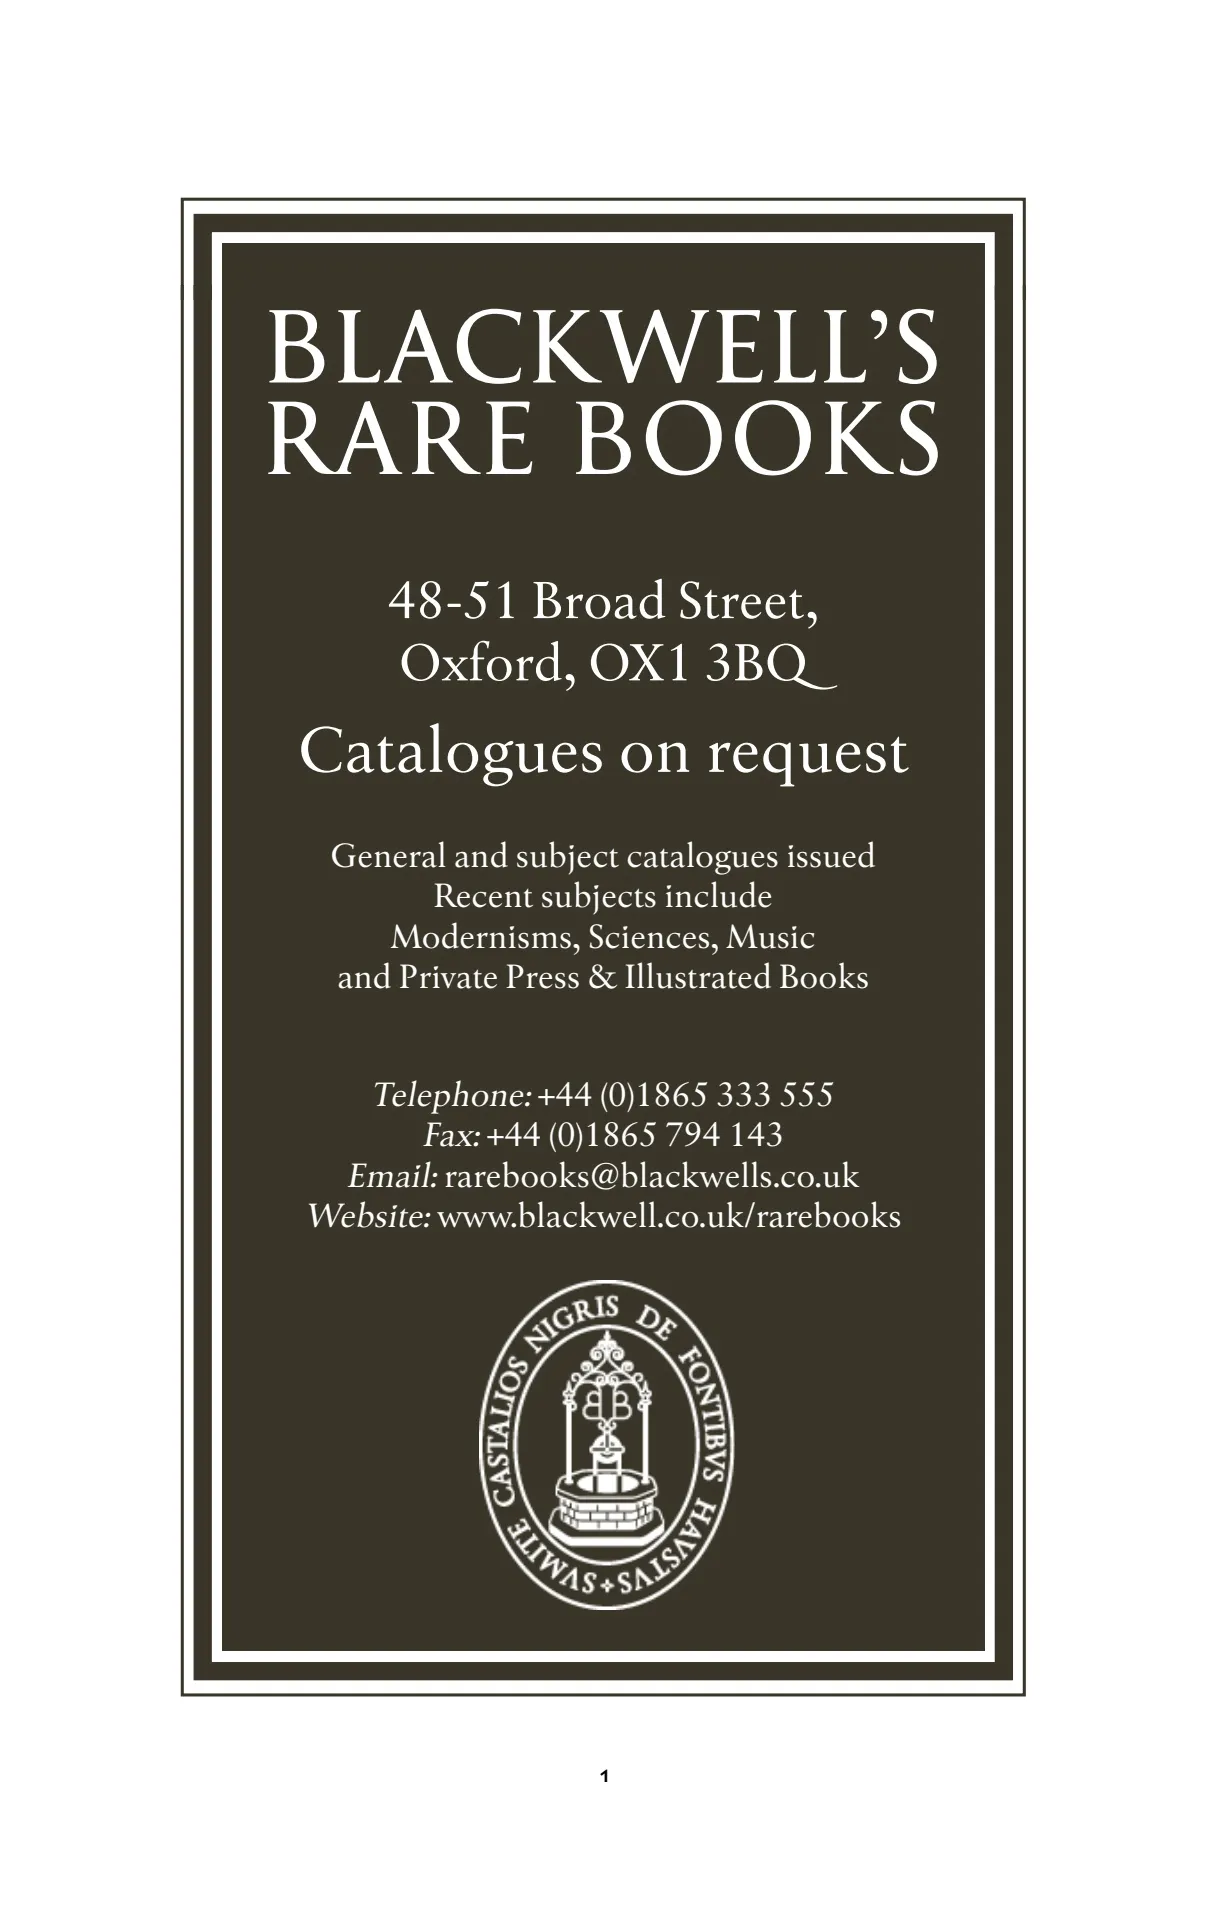 BLACKWELL’S
RARE BOOKS
48-51 Broad Street,
Oxford, OX1 3BQ
Catalogues on request
General and subject catalogues issued
Recent subjects include
Modernisms, Sciences, Music
and Private Press & Illustrated Books
Telephone: +44 (0)1865 333 555
Fax: +44 (0)1865 794 143
Email: rarebooks@blackwells.co.uk
Website: www.blackwell.co.uk/rarebooks
SVMITE CASTALIOS NIGRIS DE FONTIBVS HAVSTVS
BB
1